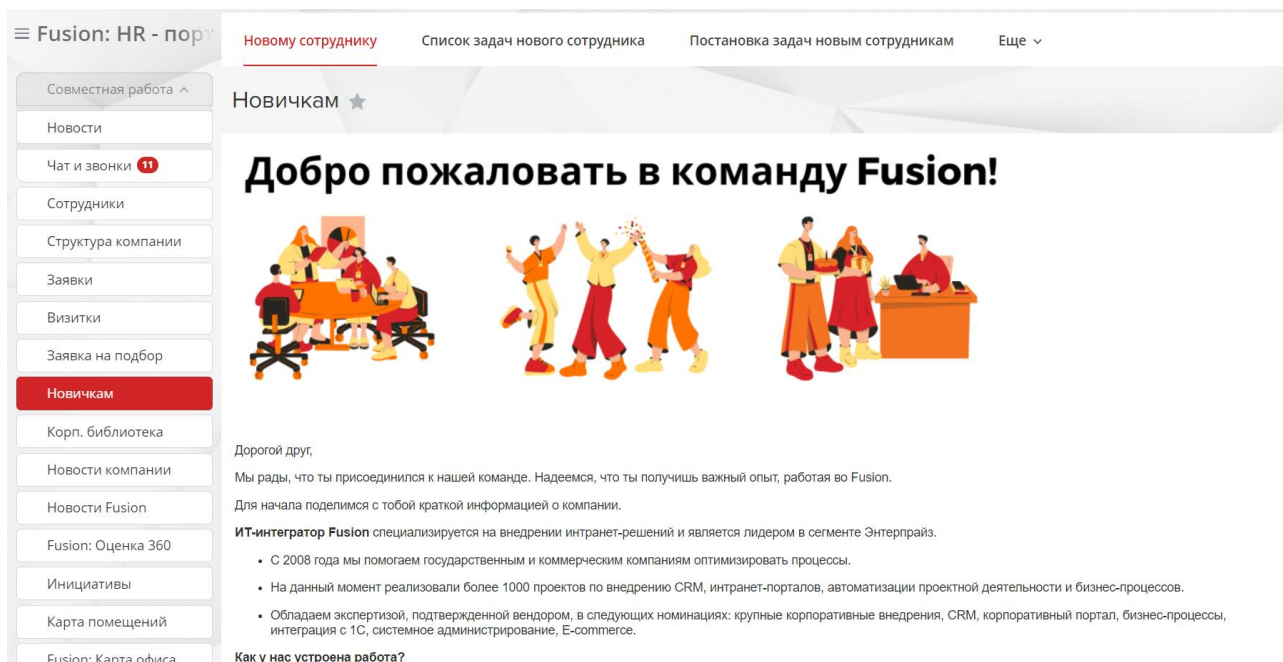 Fusion: HR - порт
Новому сотруднику
Список задач нового сотрудника
Постановка задач новым сотрудникам
Еще
Совместная работа
Новости
Чат и звонки 11
Сотрудники
Структура компании
Заявки
Визитки
Заявка на подбор
Новичкам
Корп. библиотека
Новости компании
Новости Fusion
Fusion: Оценка 360
Инициативы
Карта помещений
Fusion: Карта офиса
Новичкам
Добро пожаловать в команду Fusion!
Дорогой друг,
Мы рады, что ты присоединился к нашей команде. Надеемся, что ты получишь важный опыт, работая во Fusion.
Для начала поделимся с тобой краткой информацией о компании.
ИТ-интегратор Fusion специализируется на внедрении интранет-решений и является лидером в сегменте Энтерпрайз.
• С 2008 года мы помогаем государственным и коммерческим компаниям оптимизировать процессы.
• На данный момент реализовали более 1000 проектов по внедрению CRM, интранет-порталов, автоматизации проектной деятельности и бизнес-процессов.
• Обладаем экспертизой, подтвержденной вендором, в следующих номинациях: крупные корпоративные внедрения, CRM, корпоративный портал, бизнес-процессы,
интеграция с 1С, системное администрирование, E-commerce.
Как у нас устроена работа?